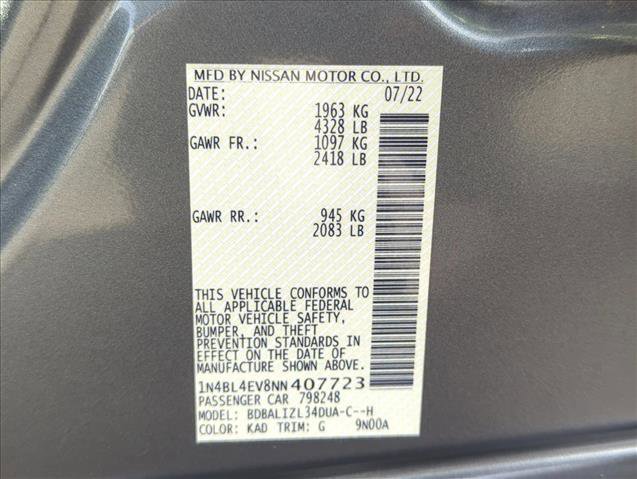 MFD BY NISSAN MOTOR CO., LTD.
DATE: 07/22
GVWR: 1963 KG
4328 LB
GAWR FR.: 1097 KG
2418 LB
GAWR RR.: 945 KG
2083 LB
THIS VEHICLE CONFORMS TO
ALL APPLICABLE FEDERAL
MOTOR VEHICLE SAFETY,
BUMPER, AND THEFT
PREVENTION STANDARDS IN
EFFECT ON THE DATE OF
MANUFACTURE SHOWN ABOVE.
1N4BL4EV8NN407723
PASSENGER CAR 798248
MODEL: BDBALIZL34DUA-C--H
COLOR: KAD TRIM: G 9N00A